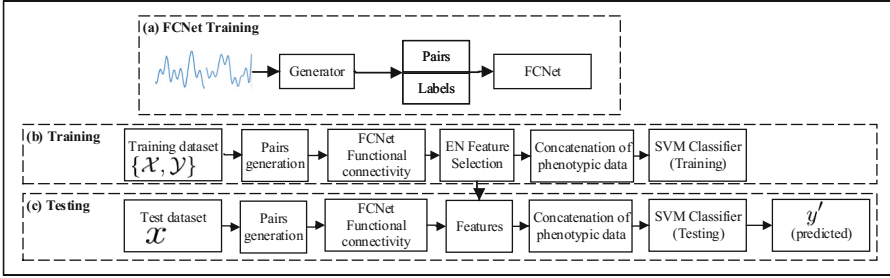 (a) FCNet Training
Generator
Pairs
Labels
FCNet
(b) Training
Training dataset
{𝒳, 𝒴}
Pairs
generation
FCNet
Functional
connectivity
EN Feature
Selection
Concatenation of
phenotypic data
SVM Classifier
(Training)
(c) Testing
Test dataset
x
Pairs
generation
FCNet
Functional
connectivity
Features
Concatenation of
phenotypic data
SVM Classifier
(Testing)
y′
(predicted)